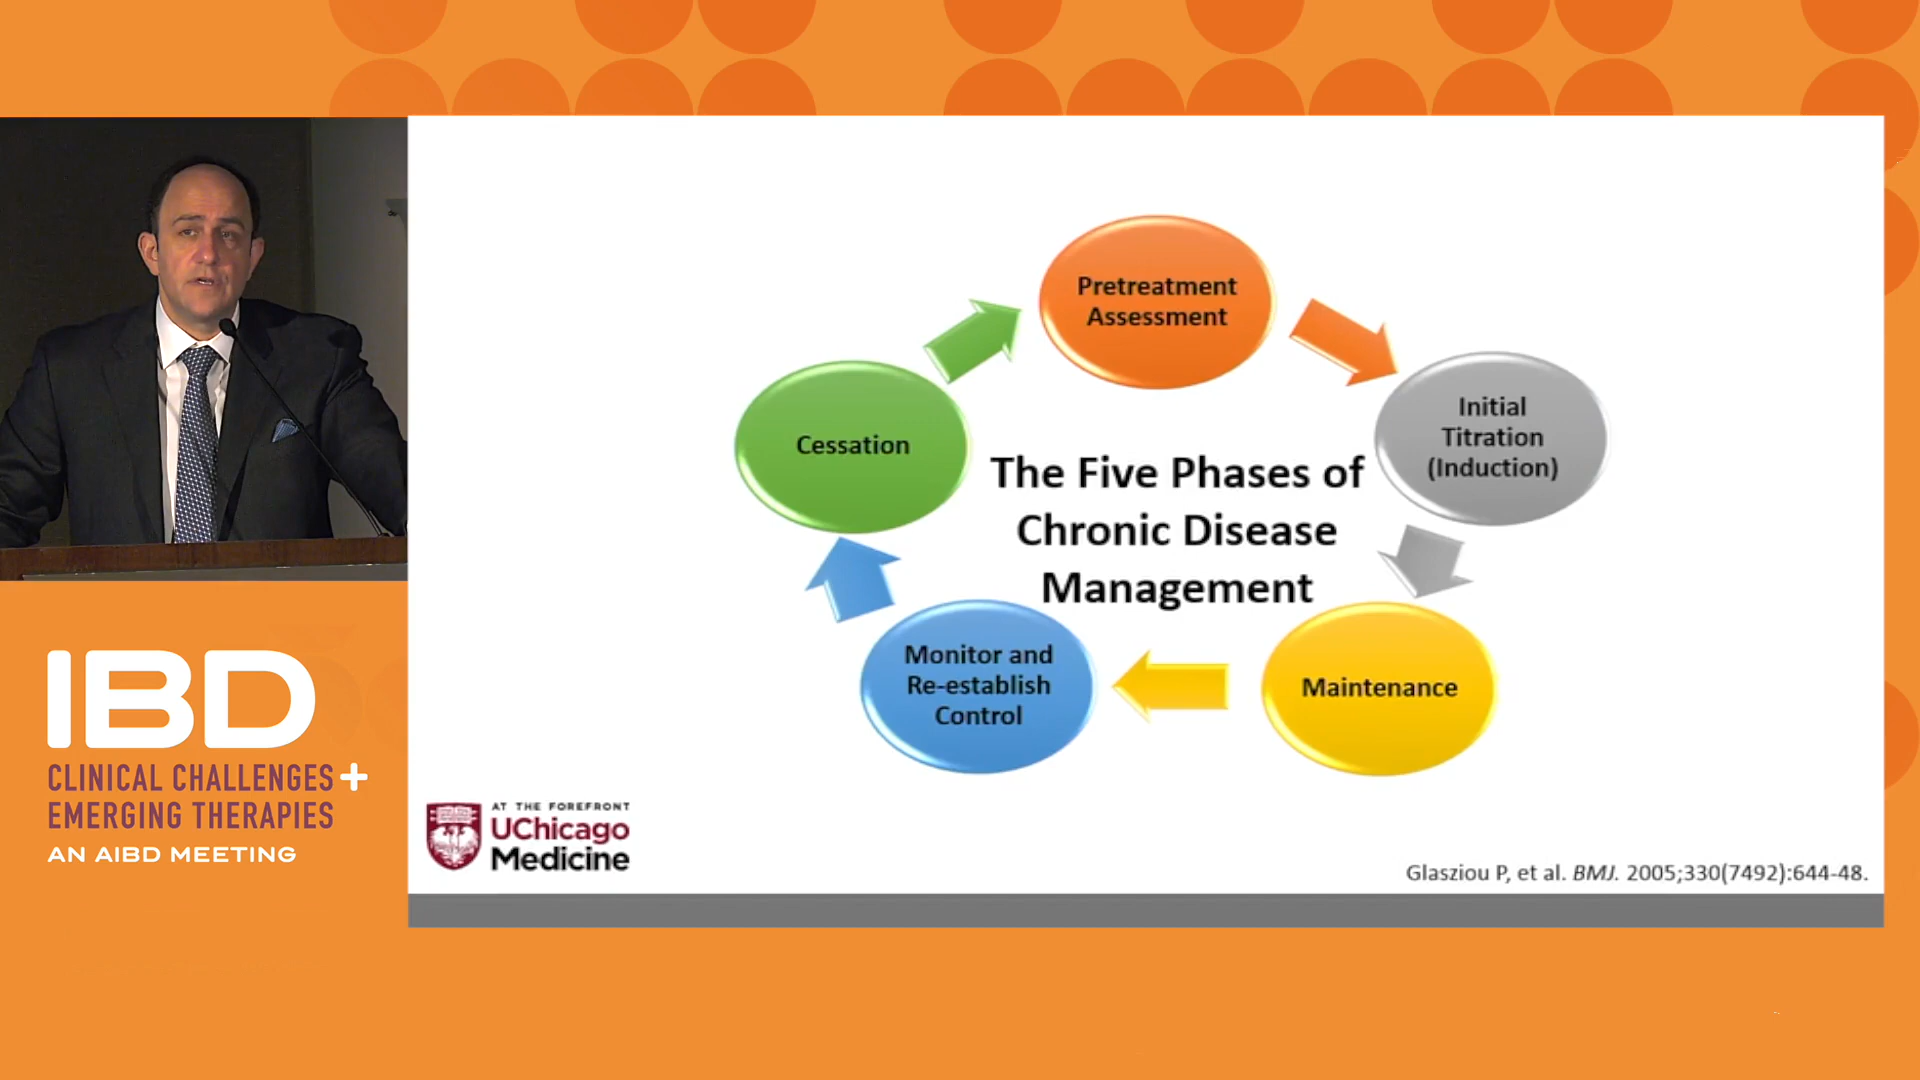 Pretreatment
Assessment
Initial
Titration
(Induction)
Cessation
The Five Phases of
Chronic Disease
Management
Monitor and
Re-establish
Control
Maintenance
IBD
CLINICAL CHALLENGES +
EMERGING THERAPIES
AN AIBD MEETING
AT THE FOREFRONT
UChicago
Medicine
Glasziou P, et al. BMJ. 2005;330(7492):644-48.